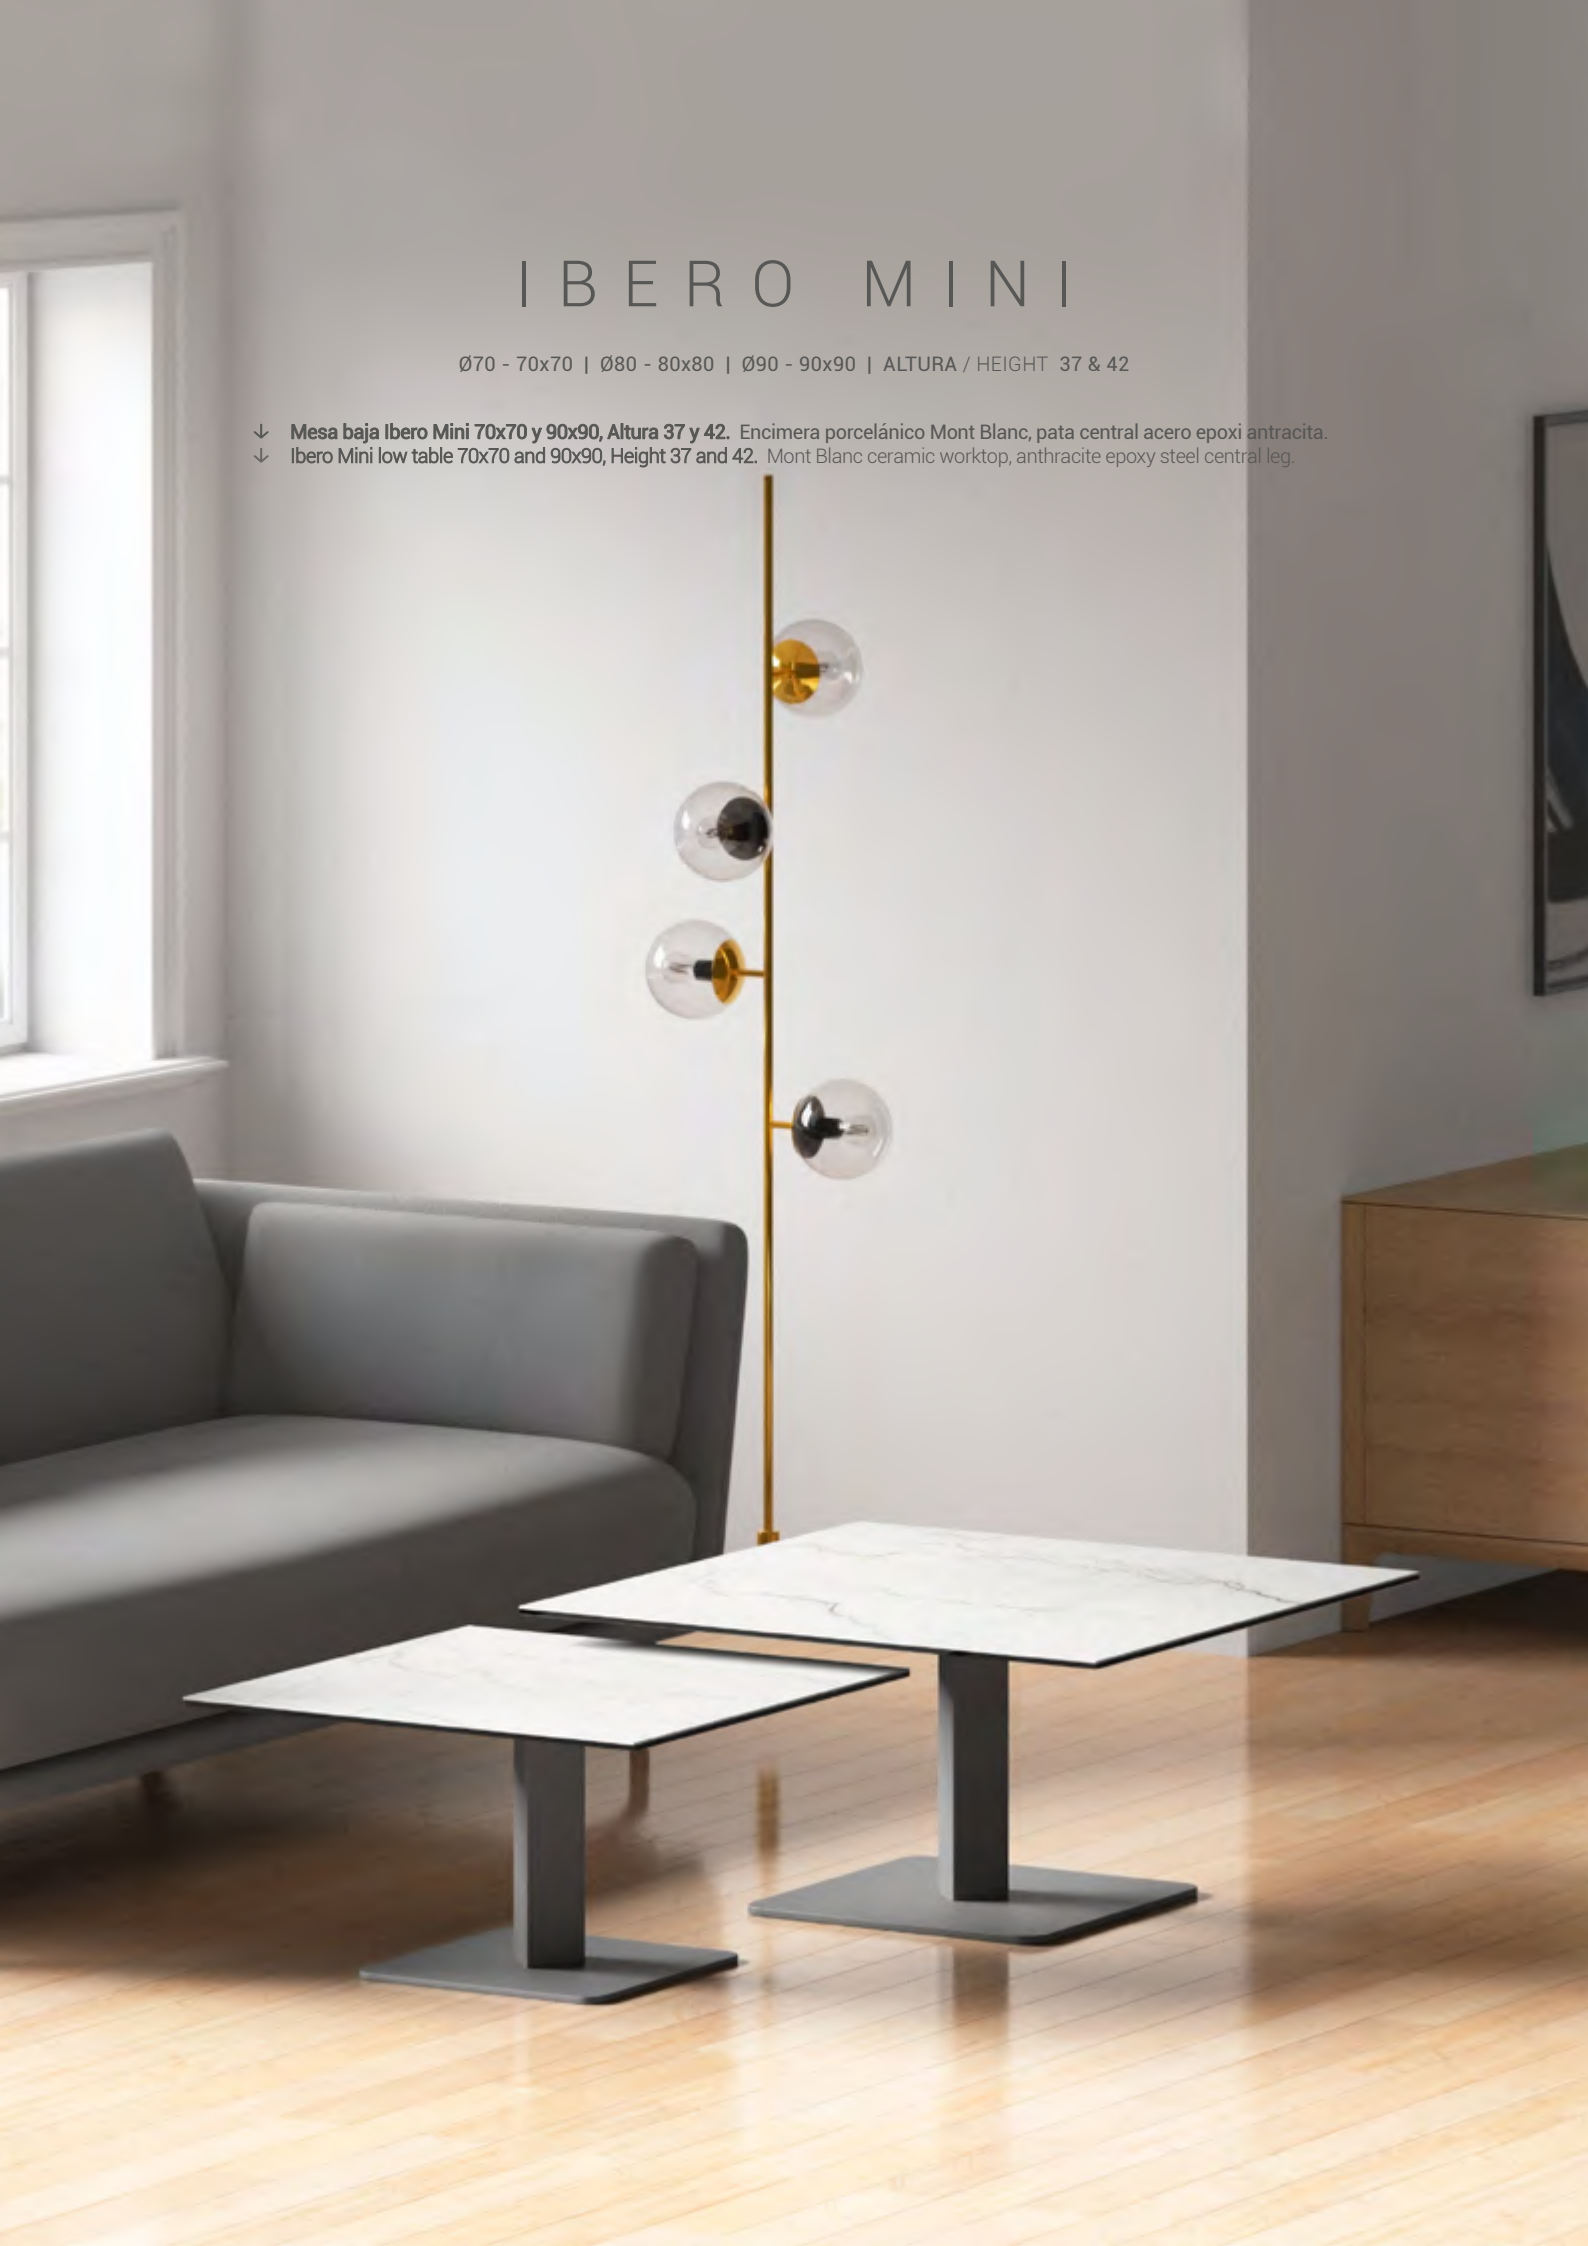 IBERO MINI
Ø70 - 70x70 | Ø80 - 80x80 | Ø90 - 90x90 | ALTURA / HEIGHT 37 & 42
↓ Mesa baja Ibero Mini 70x70 y 90x90, Altura 37 y 42. Encimera porcelánico Mont Blanc, pata central acero epoxi antracita.
↓ Ibero Mini low table 70x70 and 90x90, Height 37 and 42. Mont Blanc ceramic worktop, anthracite epoxy steel central leg.